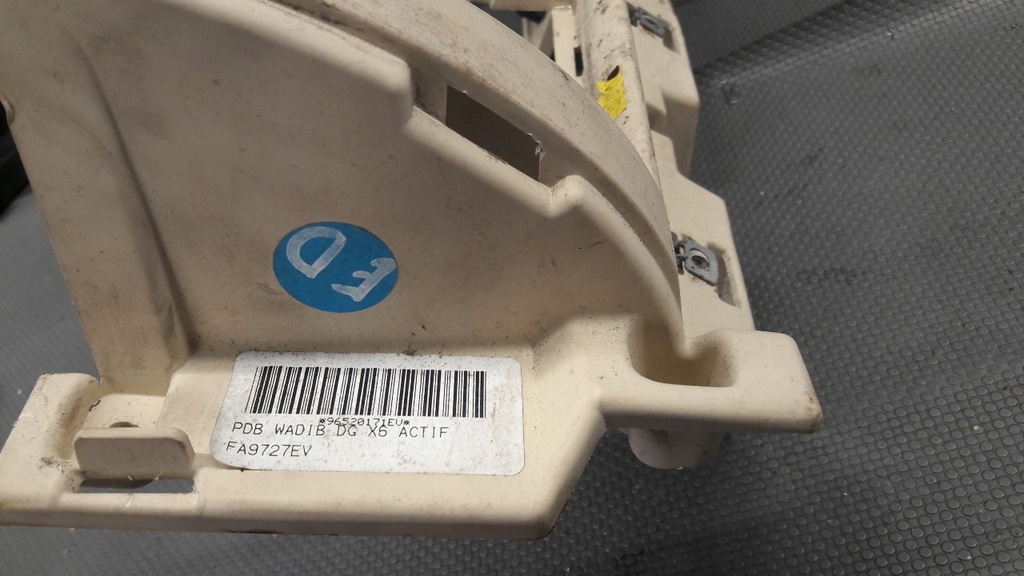 FD
*96520171EV*
PDB WADIB DG X6 ACTIF
FA9727EV